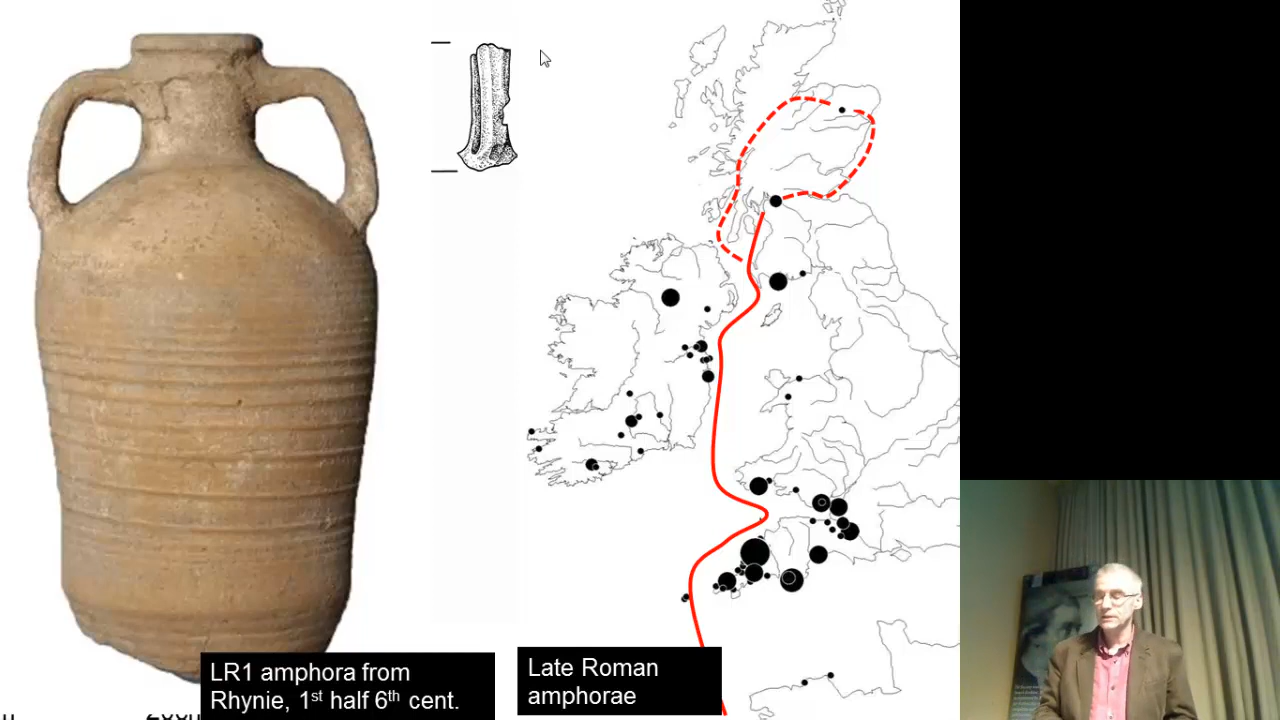 LR1 amphora from
Rhynie, 1st half 6th cent.
Late Roman
amphorae